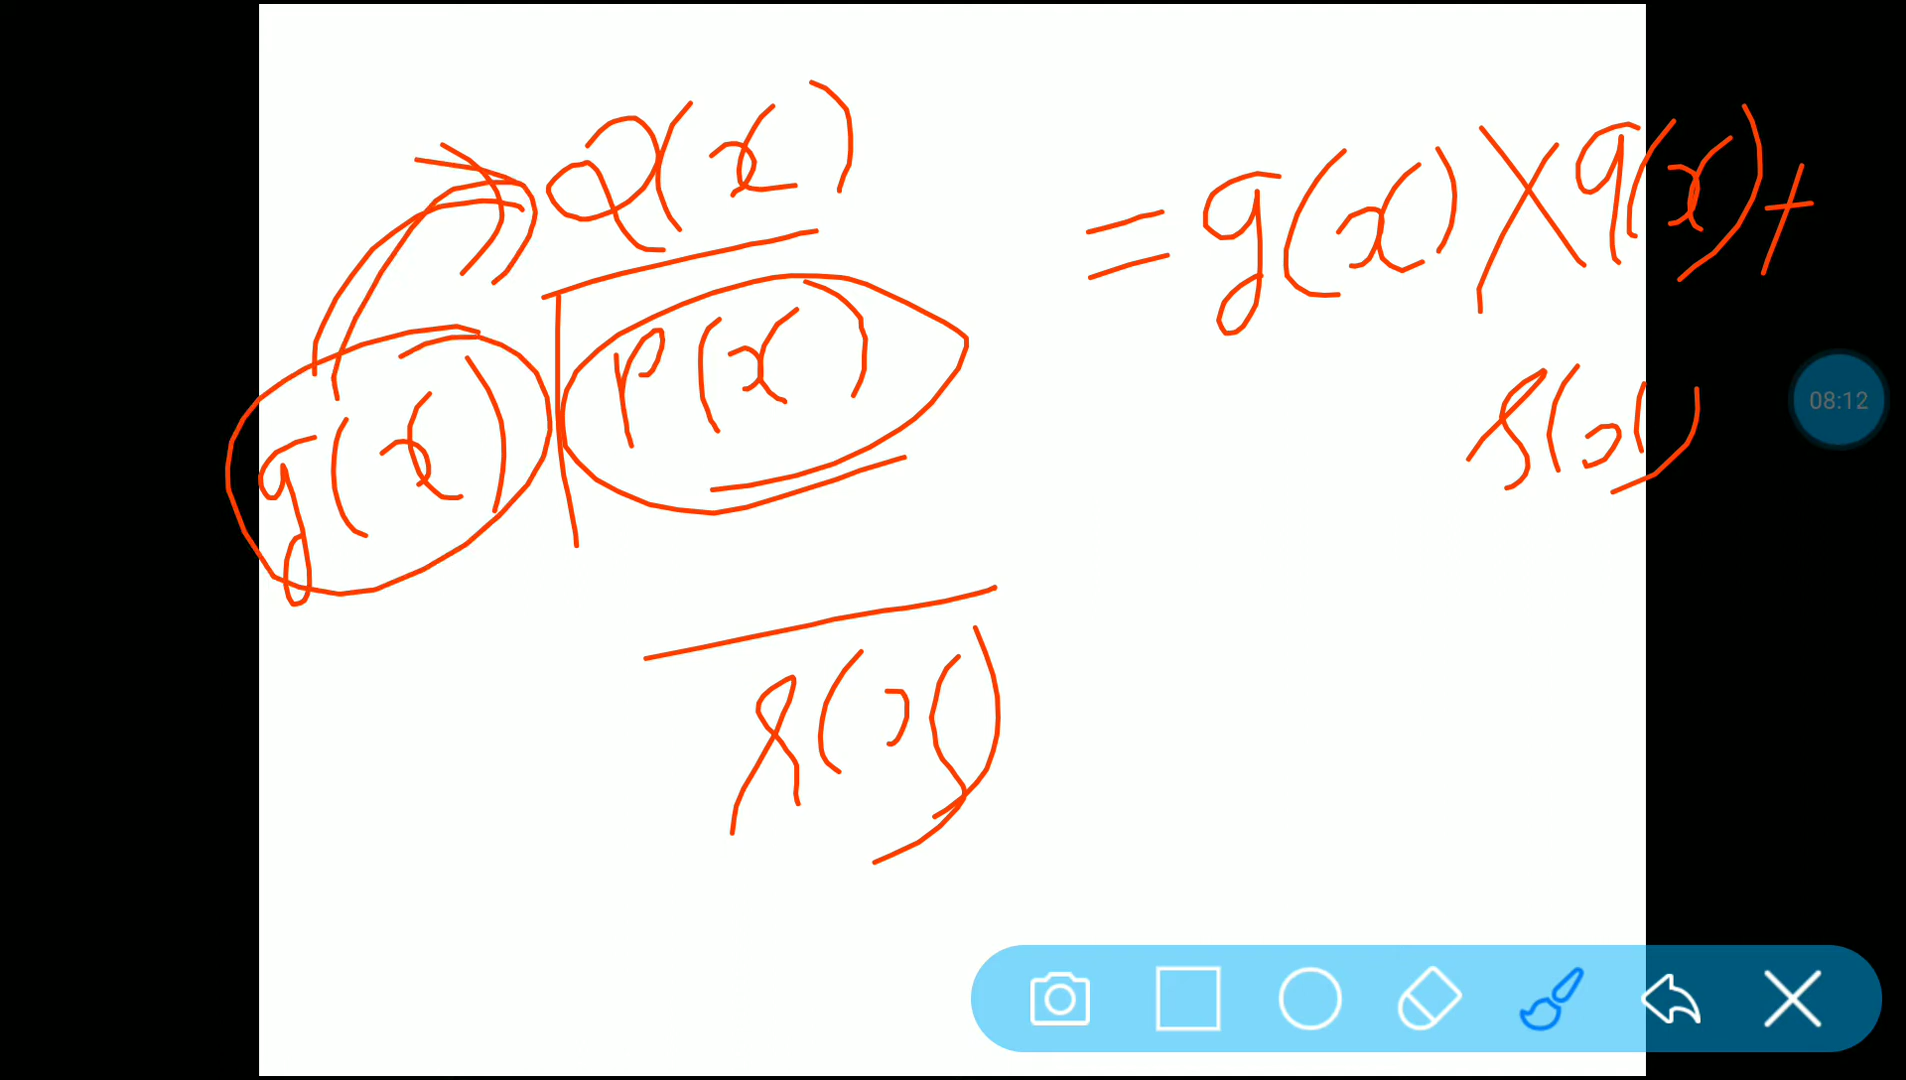 q(x)
= g(x) × q(x) +
r(x)
g(x) p(x)
r(x)
08:12